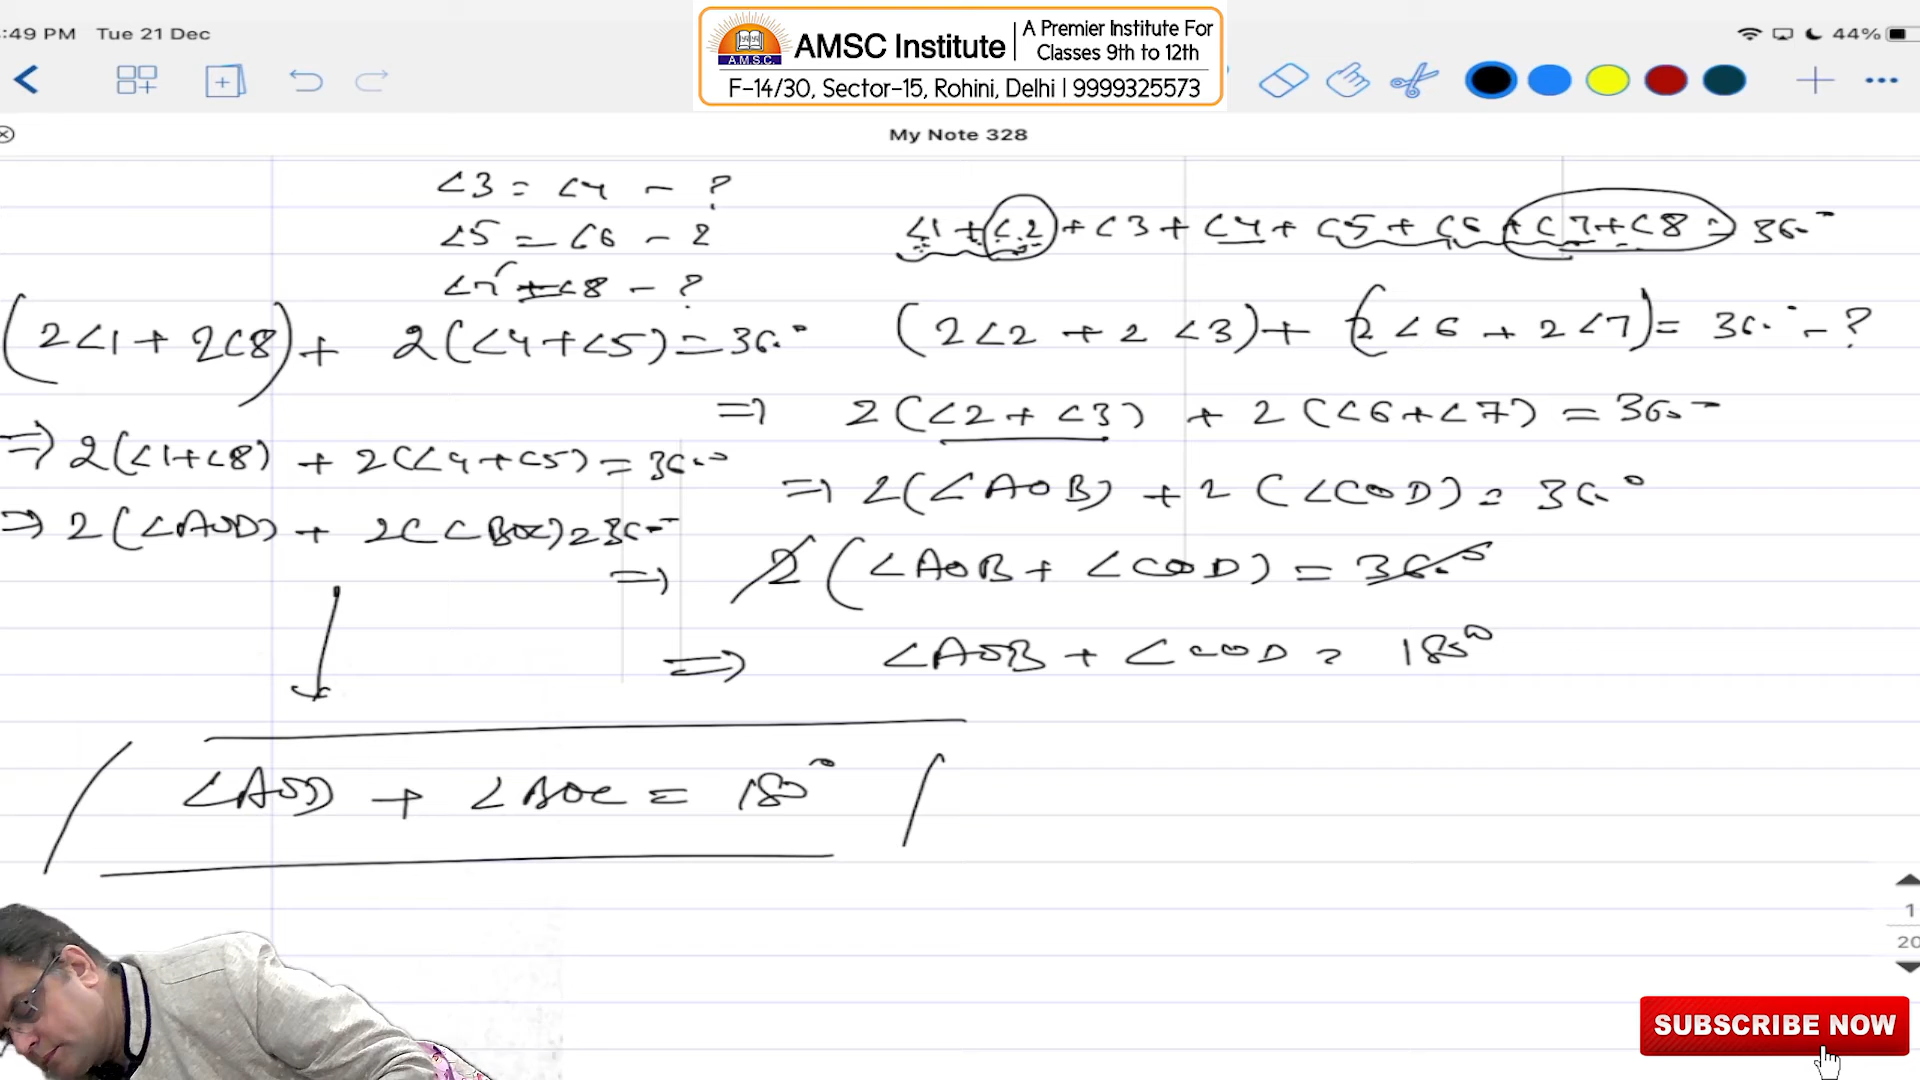 :49 PM Tue 21 Dec
44%
AMSC Institute
A.M.S.C.
A Premier Institute For
Classes 9th to 12th
F-14/30, Sector-15, Rohini, Delhi | 9999325573
My Note 328
∠3 = ∠4 - ?
∠5 = ∠6 - ?
∠7 = ∠8 - ?
(2∠1 + 2∠8) + 2(∠4+∠5) = 360°
⇒ 2(∠1+∠8) + 2(∠4+∠5) = 360°
⇒ 2(∠AOD) + 2(∠BOC) = 360°
∠1 + ∠2 + ∠3 + ∠4 + ∠5 + ∠6 + ∠7 + ∠8 = 360°
(2∠2 + 2∠3) + (2∠6 + 2∠7) = 360° - ?
⇒ 2(∠2 + ∠3) + 2(∠6+∠7) = 360°
⇒ 2(∠AOB) + 2(∠COD) = 360°
⇒ 2(∠AOB + ∠COD) = 360°
⇒ ∠AOB + ∠COD = 180°
∠AOD + ∠BOC = 180°
1
20
SUBSCRIBE NOW